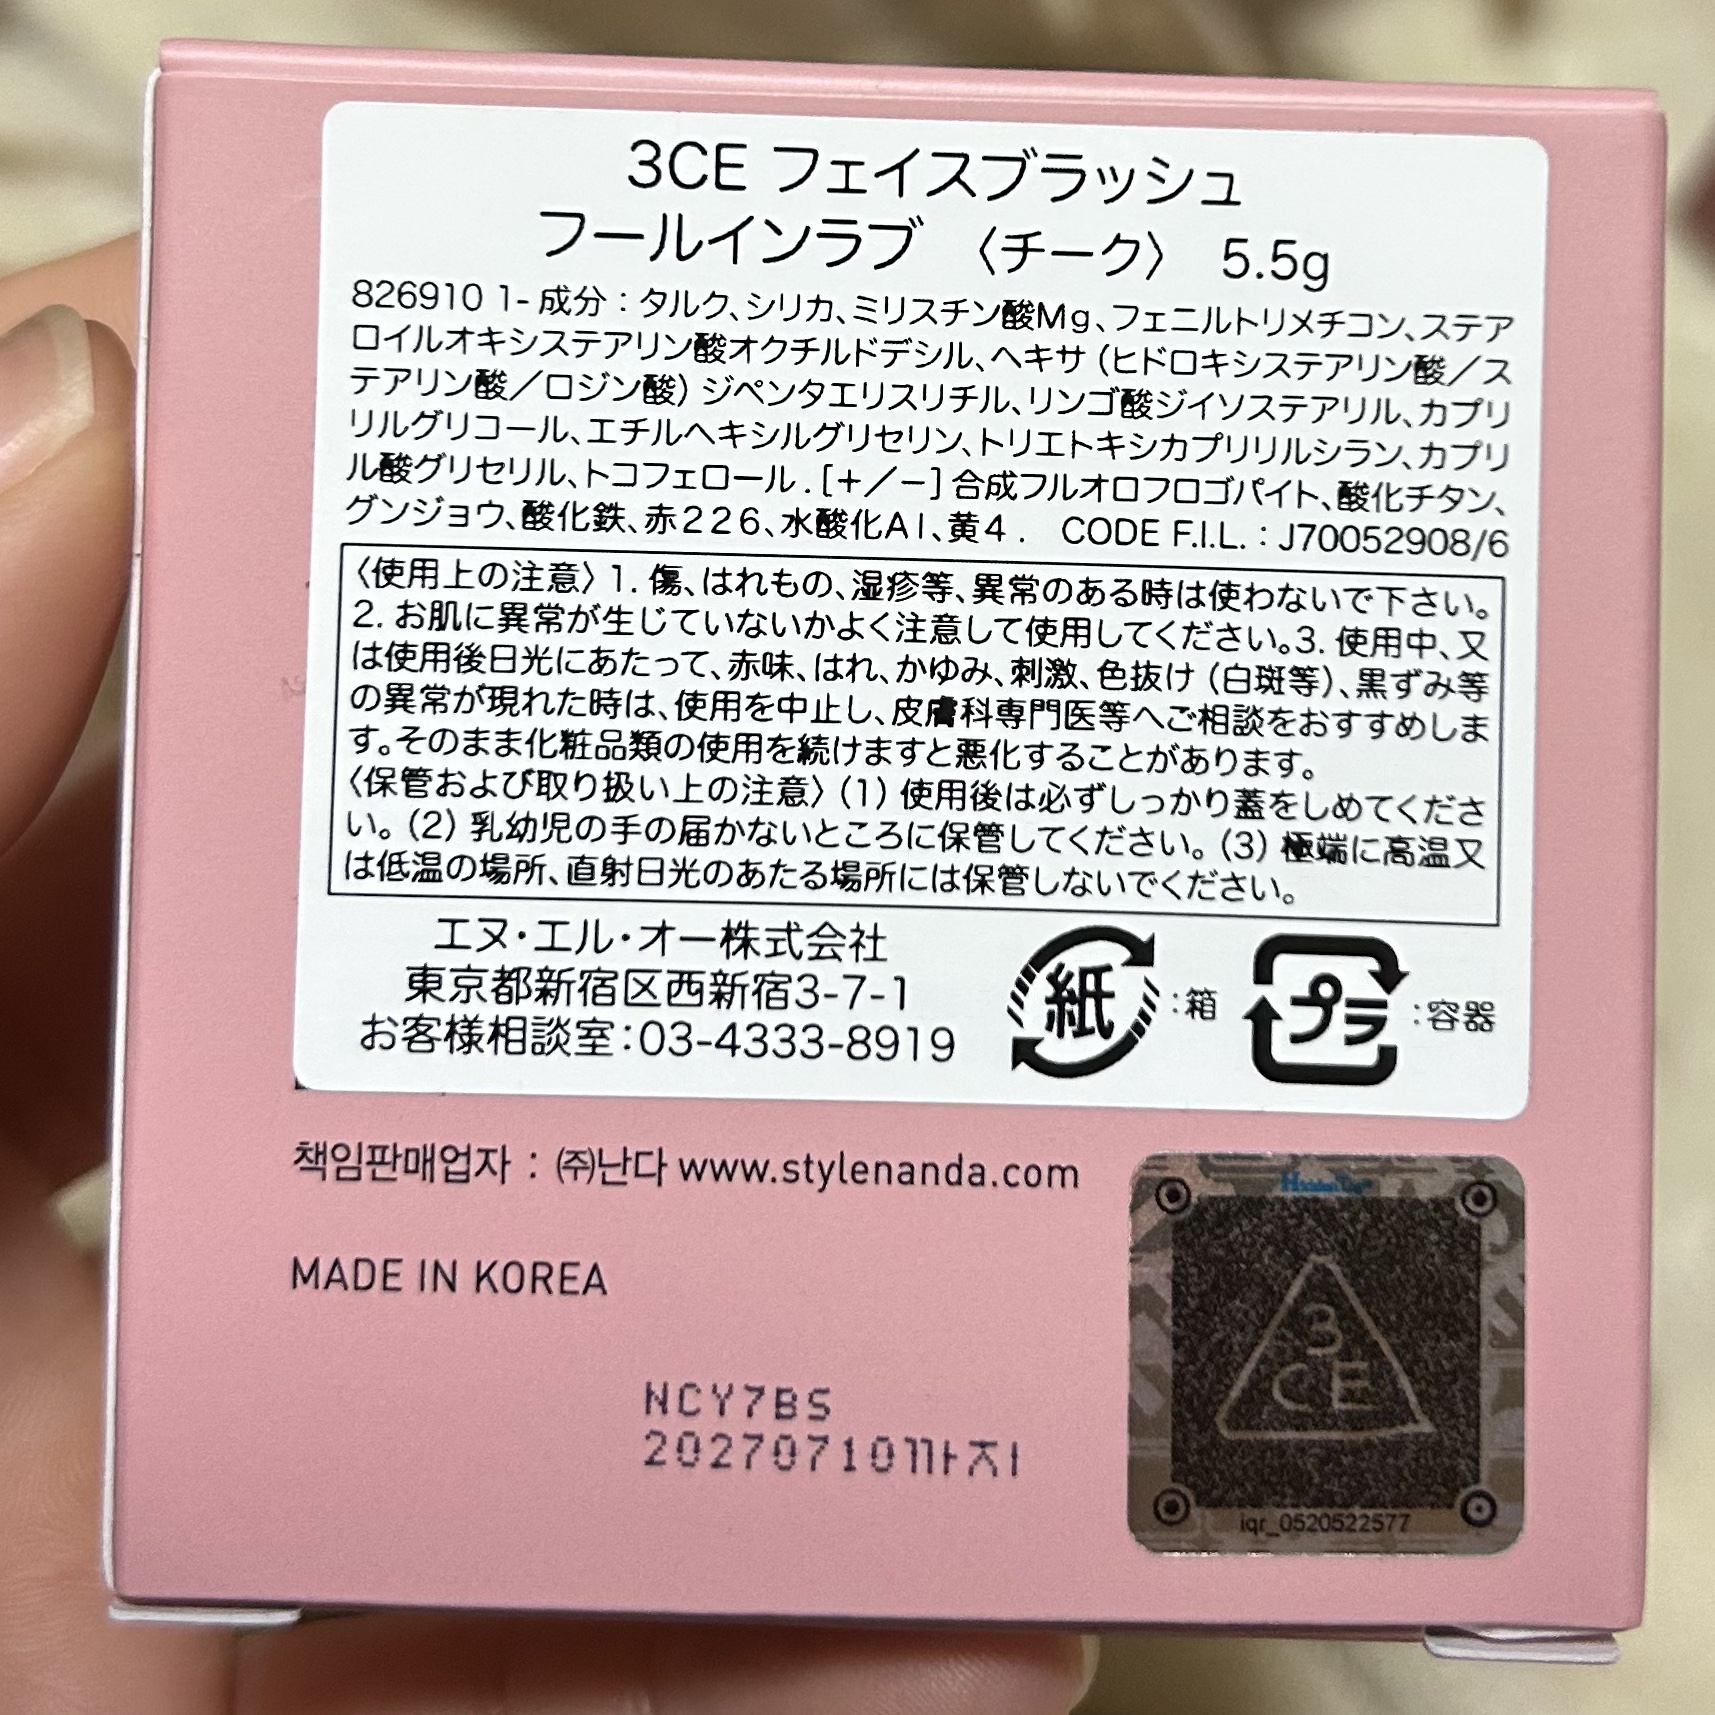 3CE フェイスブラッシュ
フールインラブ 〈チーク〉 5.5g
826910 1- 成分：タルク、シリカ、ミリスチン酸Mg、フェニルトリメチコン、ステア
ロイルオキシステアリン酸オクチルドデシル、ヘキサ（ヒドロキシステアリン酸／ス
テアリン酸／ロジン酸）ジペンタエリスリチル、リンゴ酸ジイソステアリル、カプリ
リルグリコール、エチルヘキシルグリセリン、トリエトキシカプリリルシラン、カプリ
ル酸グリセリル、トコフェロール．[＋／－] 合成フルオロフロゴパイト、酸化チタン、
グンジョウ、酸化鉄、赤２２６、水酸化Al、黄４． CODE F.I.L.：J70052908/6
〈使用上の注意〉1. 傷、はれもの、湿疹等、異常のある時は使わないで下さい。
2. お肌に異常が生じていないかよく注意して使用してください。3. 使用中、又
は使用後日光にあたって、赤味、はれ、かゆみ、刺激、色抜け（白斑等）、黒ずみ等
の異常が現れた時は、使用を中止し、皮膚科専門医等へご相談をおすすめしま
す。そのまま化粧品類の使用を続けますと悪化することがあります。
〈保管および取り扱い上の注意〉(1) 使用後は必ずしっかり蓋をしめてくださ
い。(2) 乳幼児の手の届かないところに保管してください。(3) 極端に高温又
は低温の場所、直射日光のあたる場所には保管しないでください。
エヌ・エル・オー株式会社
東京都新宿区西新宿3-7-1
お客様相談室：03-4333-8919
紙：箱
プラ：容器
책임판매업자 : ㈜난다 www.stylenanda.com
MADE IN KOREA
NCY7BS
20270710까지
3
CE
iqr_0520522577